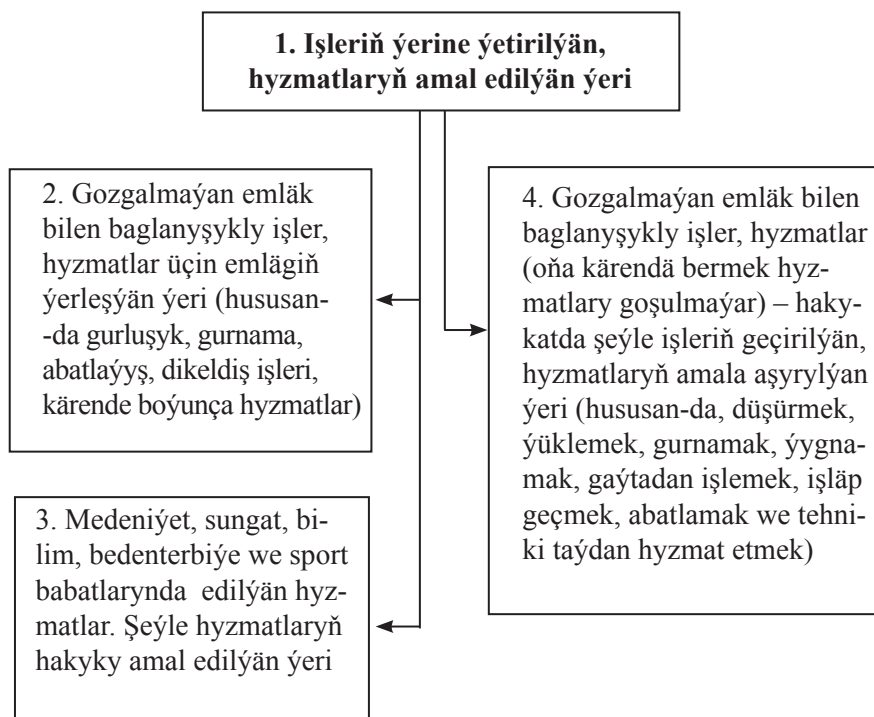 1. Işleriň ýerine ýetirilýän,
hyzmatlaryň amal edilýän ýeri
2. Gozgalmaýan emläk
bilen baglanyşykly işler,
hyzmatlar üçin emlägiň
ýerleşýän ýeri (hususan-
-da gurluşyk, gurnama,
abatlaýyş, dikeldiş işleri,
kärende boýunça hyzmatlar)
3. Medeniýet, sungat, bi-
lim, bedenterbiýe we sport
babatlarynda edilýän hyz-
matlar. Şeýle hyzmatlaryň
hakyky amal edilýän ýeri
4. Gozgalmaýan emläk bilen
baglanyşykly işler, hyzmatlar
(oňa kärendä bermek hyz-
matlary goşulmaýar) – haky-
katda şeýle işleriň geçirilýän,
hyzmatlaryň amala aşyrylýan
ýeri (hususan-da, düşürmek,
ýüklemek, gurnamak, ýygna-
mak, gaýtadan işlemek, işläp
geçmek, abatlamak we tehni-
ki taýdan hyzmat etmek)